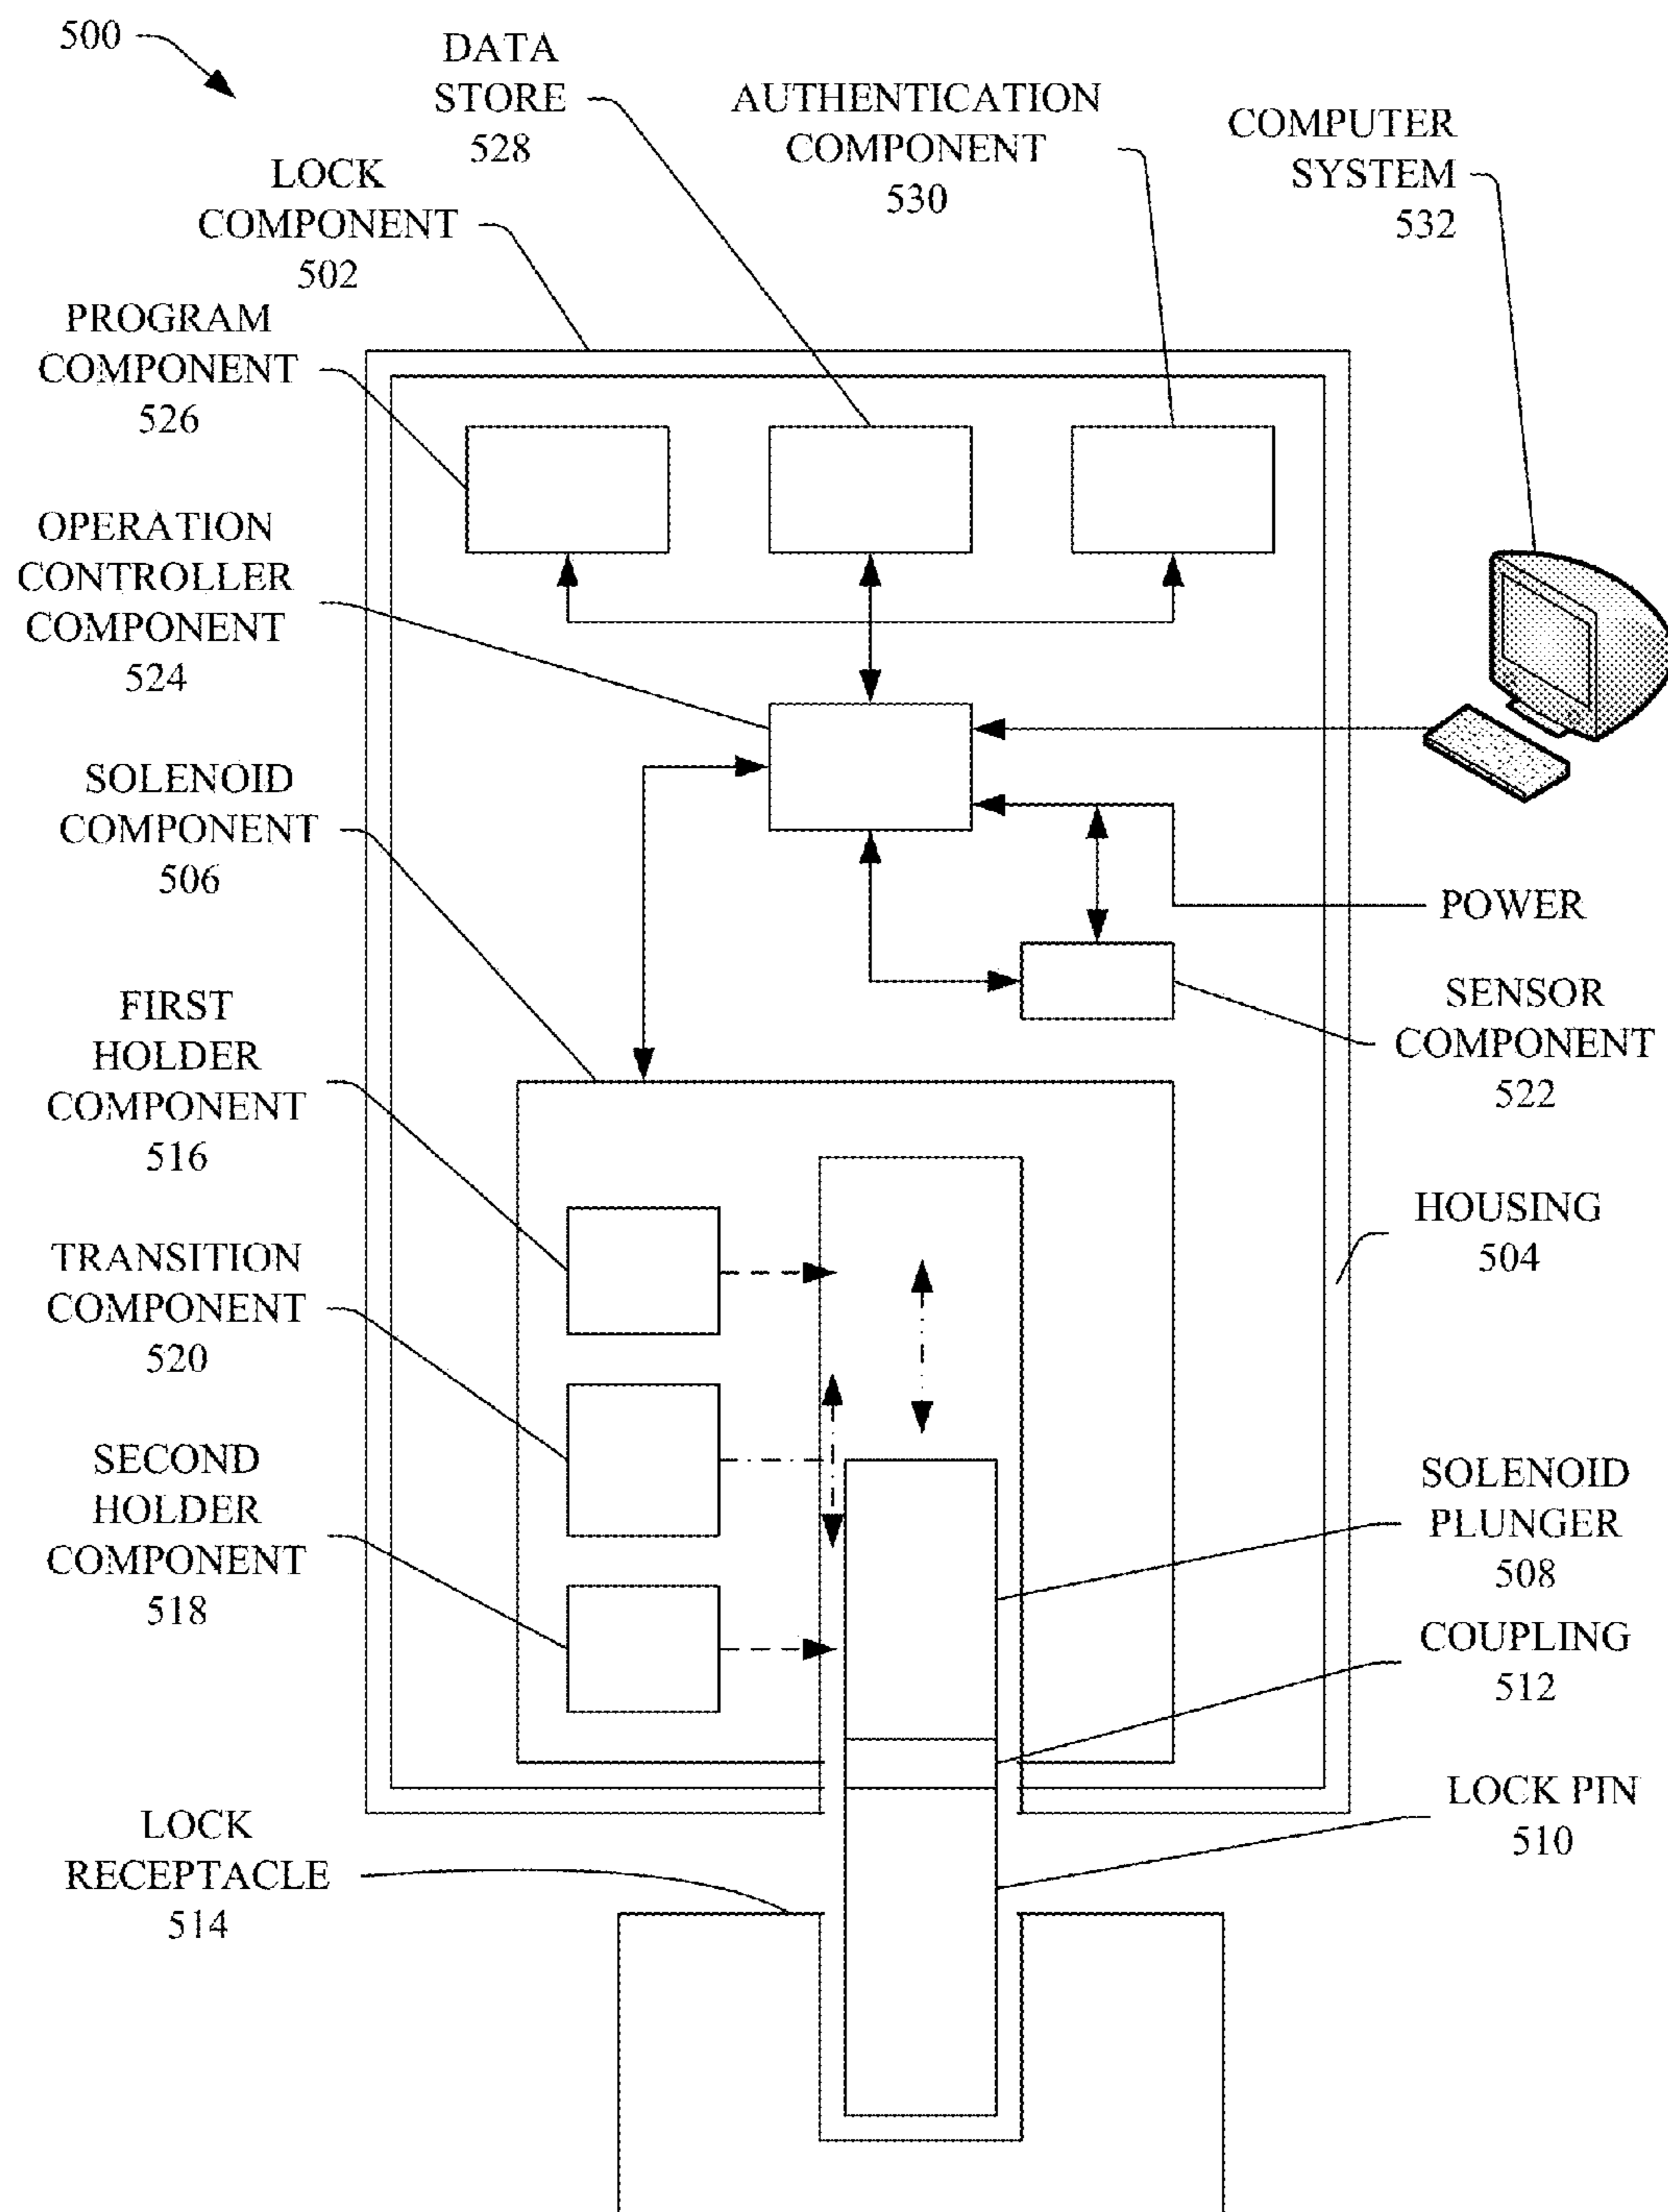 500
DATA
STORE
528
AUTHENTICATION
COMPONENT
530
COMPUTER
SYSTEM
532
LOCK
COMPONENT
502
PROGRAM
COMPONENT
526
OPERATION
CONTROLLER
COMPONENT
524
SOLENOID
COMPONENT
506
POWER
FIRST
HOLDER
COMPONENT
516
SENSOR
COMPONENT
522
TRANSITION
COMPONENT
520
HOUSING
504
SECOND
HOLDER
COMPONENT
518
SOLENOID
PLUNGER
508
COUPLING
512
LOCK PIN
510
LOCK
RECEPTACLE
514